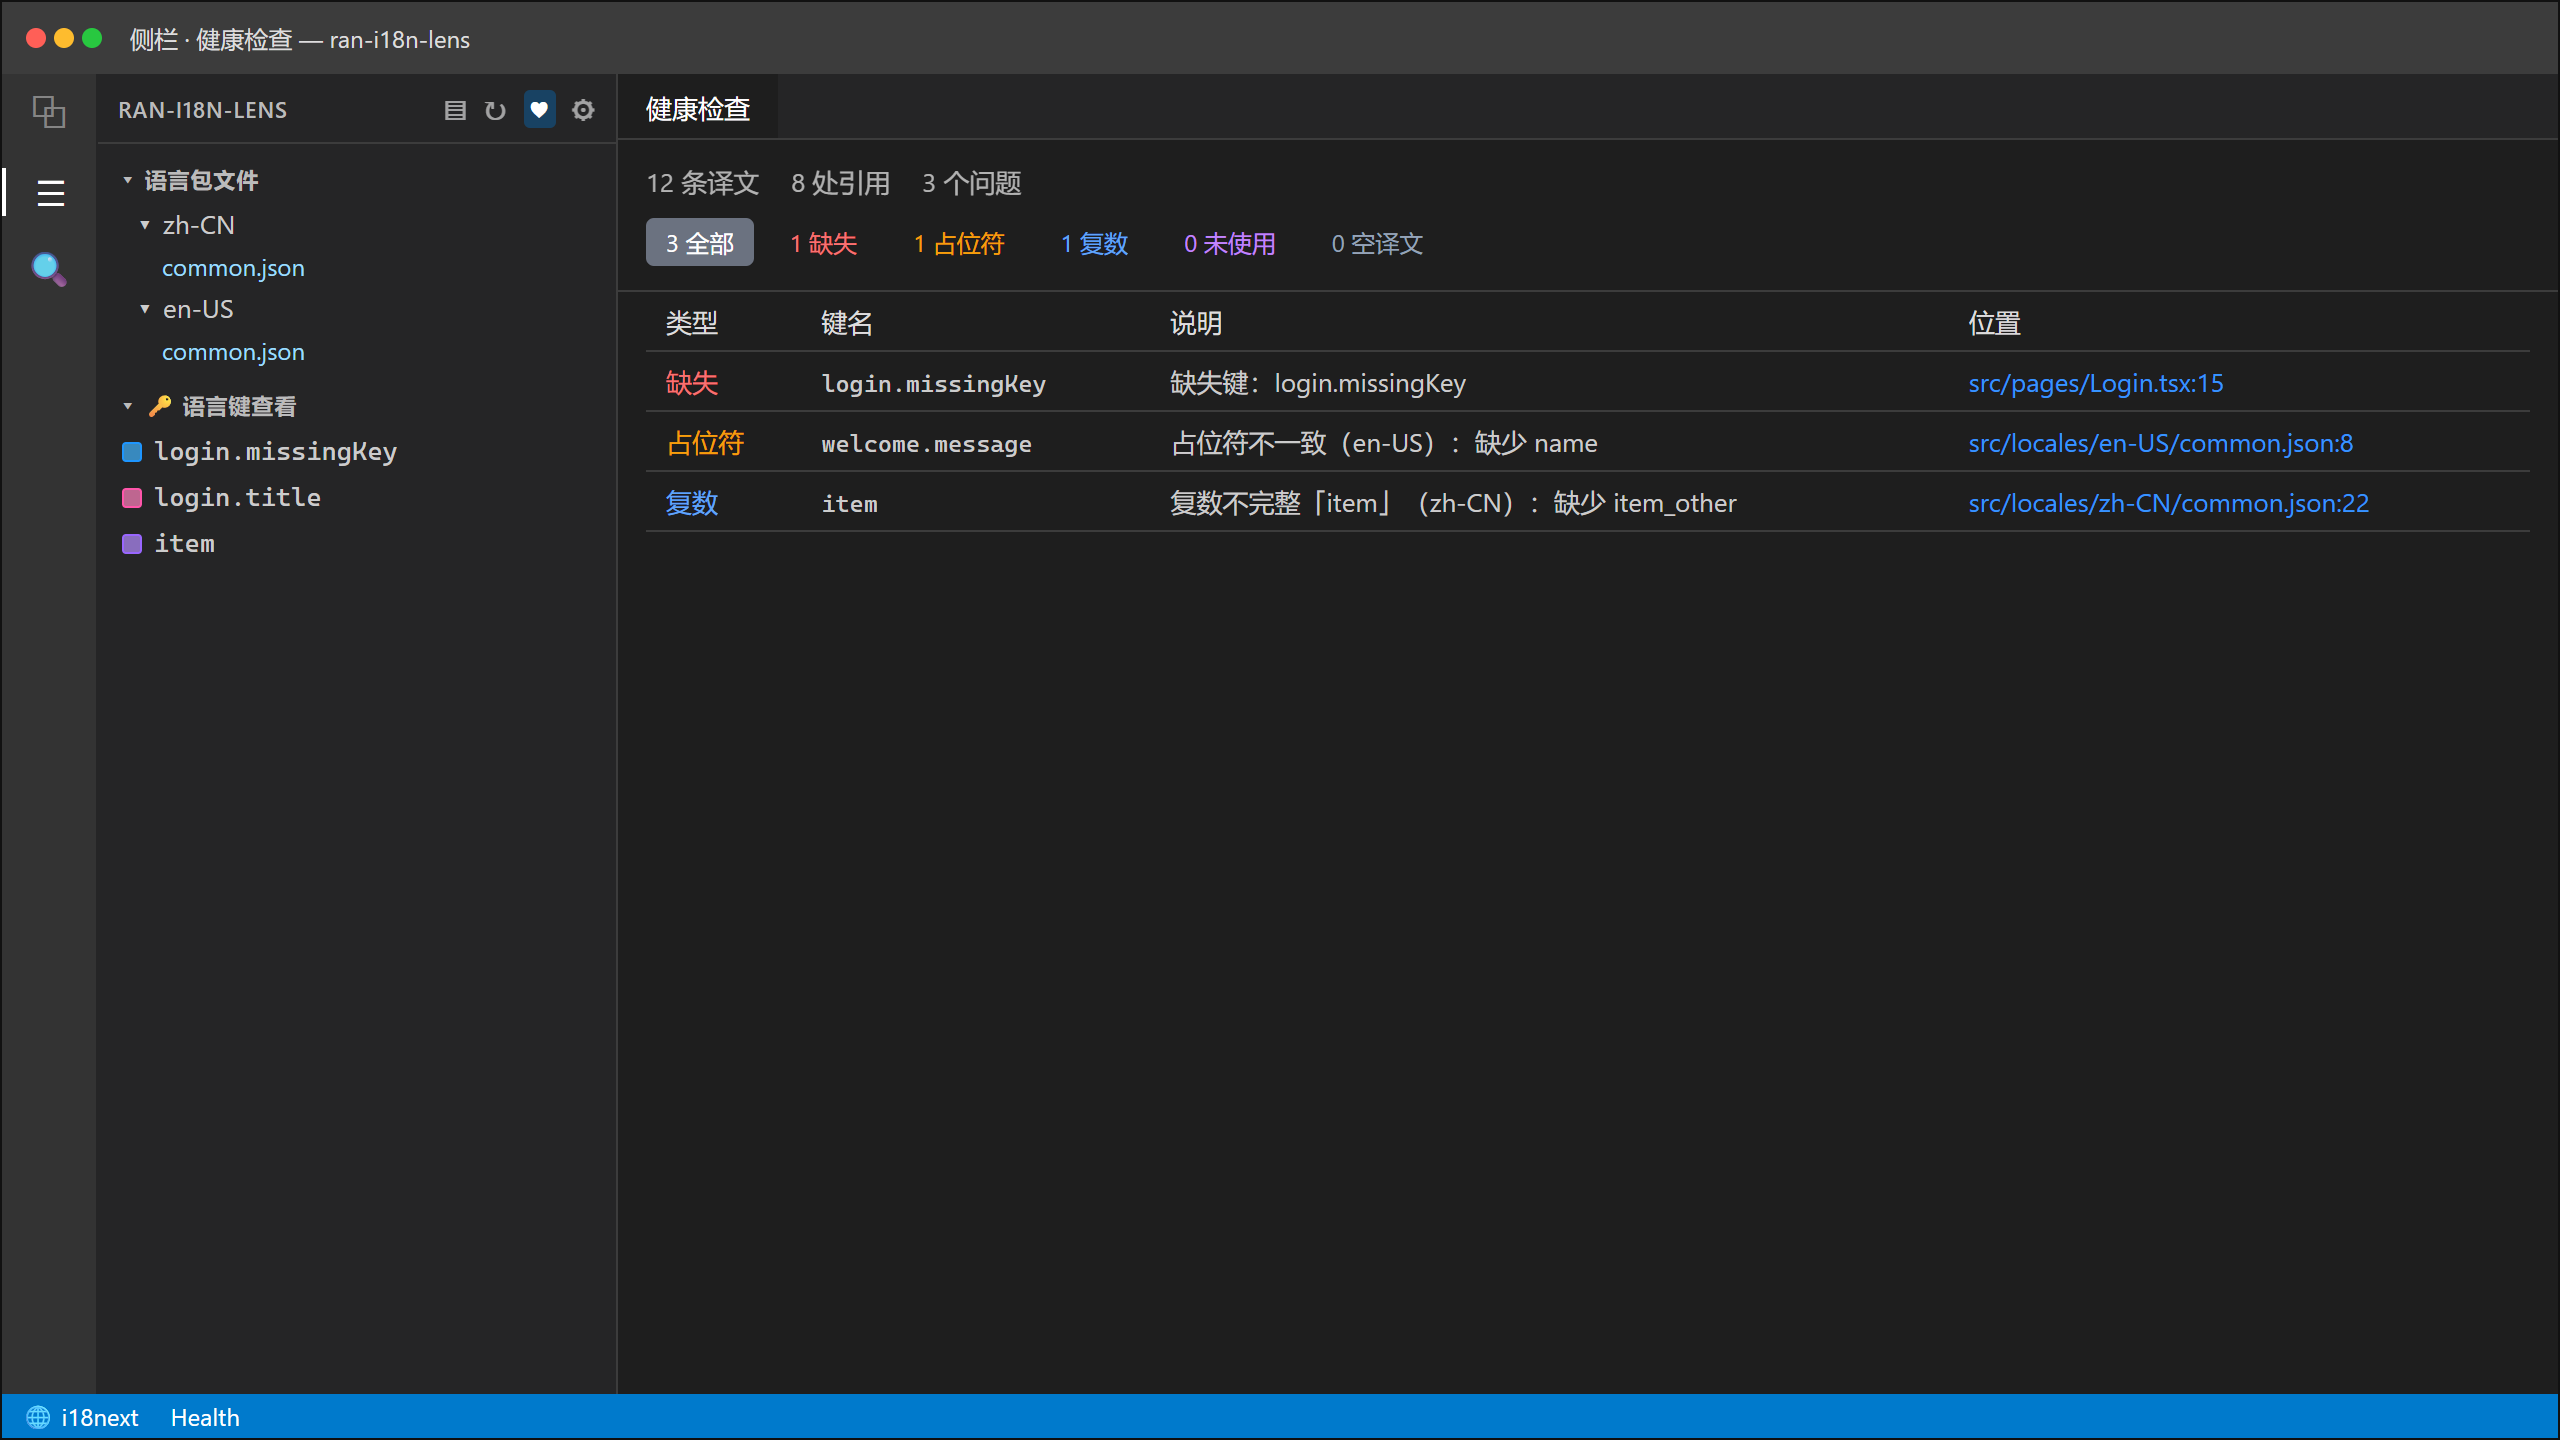 侧栏 · 健康检查 — ran-i18n-lens
RAN-I18N-LENS
语言包文件
zh-CN
common.json
en-US
common.json
语言键查看
login.missingKey
login.title
item
健康检查
12 条译文 8 处引用 3 个问题
3 全部 1 缺失 1 占位符 1 复数 0 未使用 0 空译文
类型 键名 说明 位置
缺失 login.missingKey 缺失键：login.missingKey src/pages/Login.tsx:15
占位符 welcome.message 占位符不一致（en-US）：缺少 name src/locales/en-US/common.json:8
复数 item 复数不完整「item」（zh-CN）：缺少 item_other src/locales/zh-CN/common.json:22
i18next Health